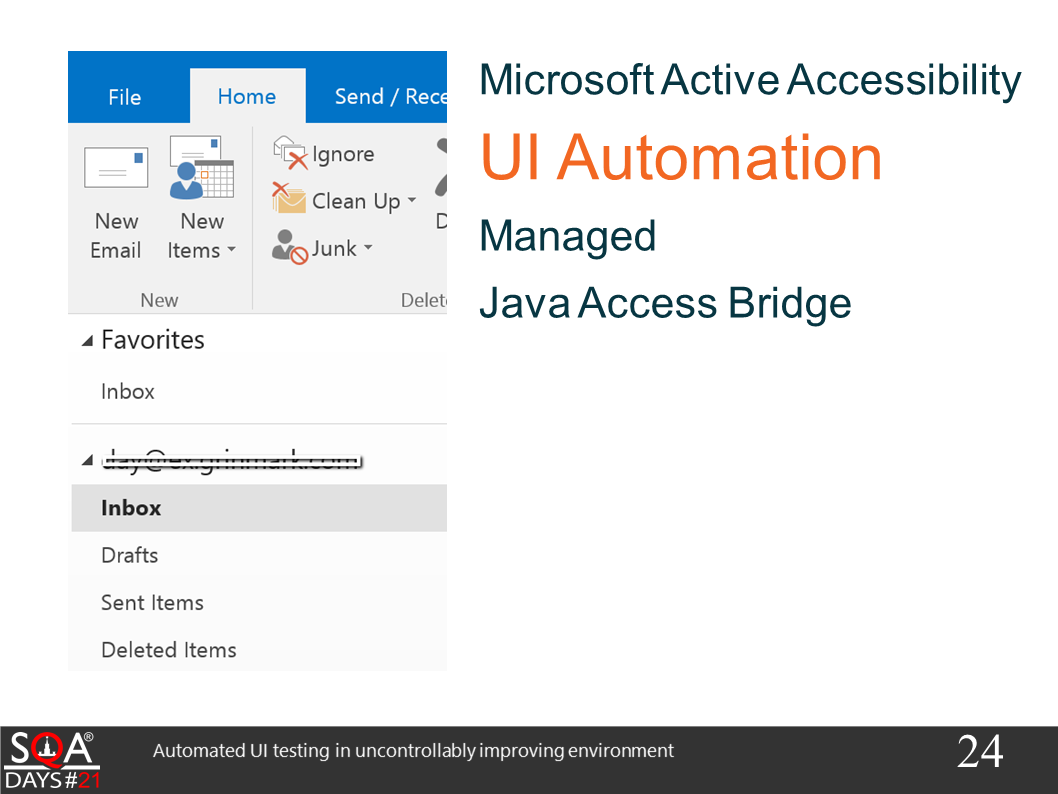 File Home Send / Rece
Ignore
Clean Up
Junk
New Email
New Items
New
Delet
Favorites
Inbox
Inbox
Drafts
Sent Items
Deleted Items
Microsoft Active Accessibility
UI Automation
Managed
Java Access Bridge
SQA®
DAYS#21
Automated UI testing in uncontrollably improving environment
24